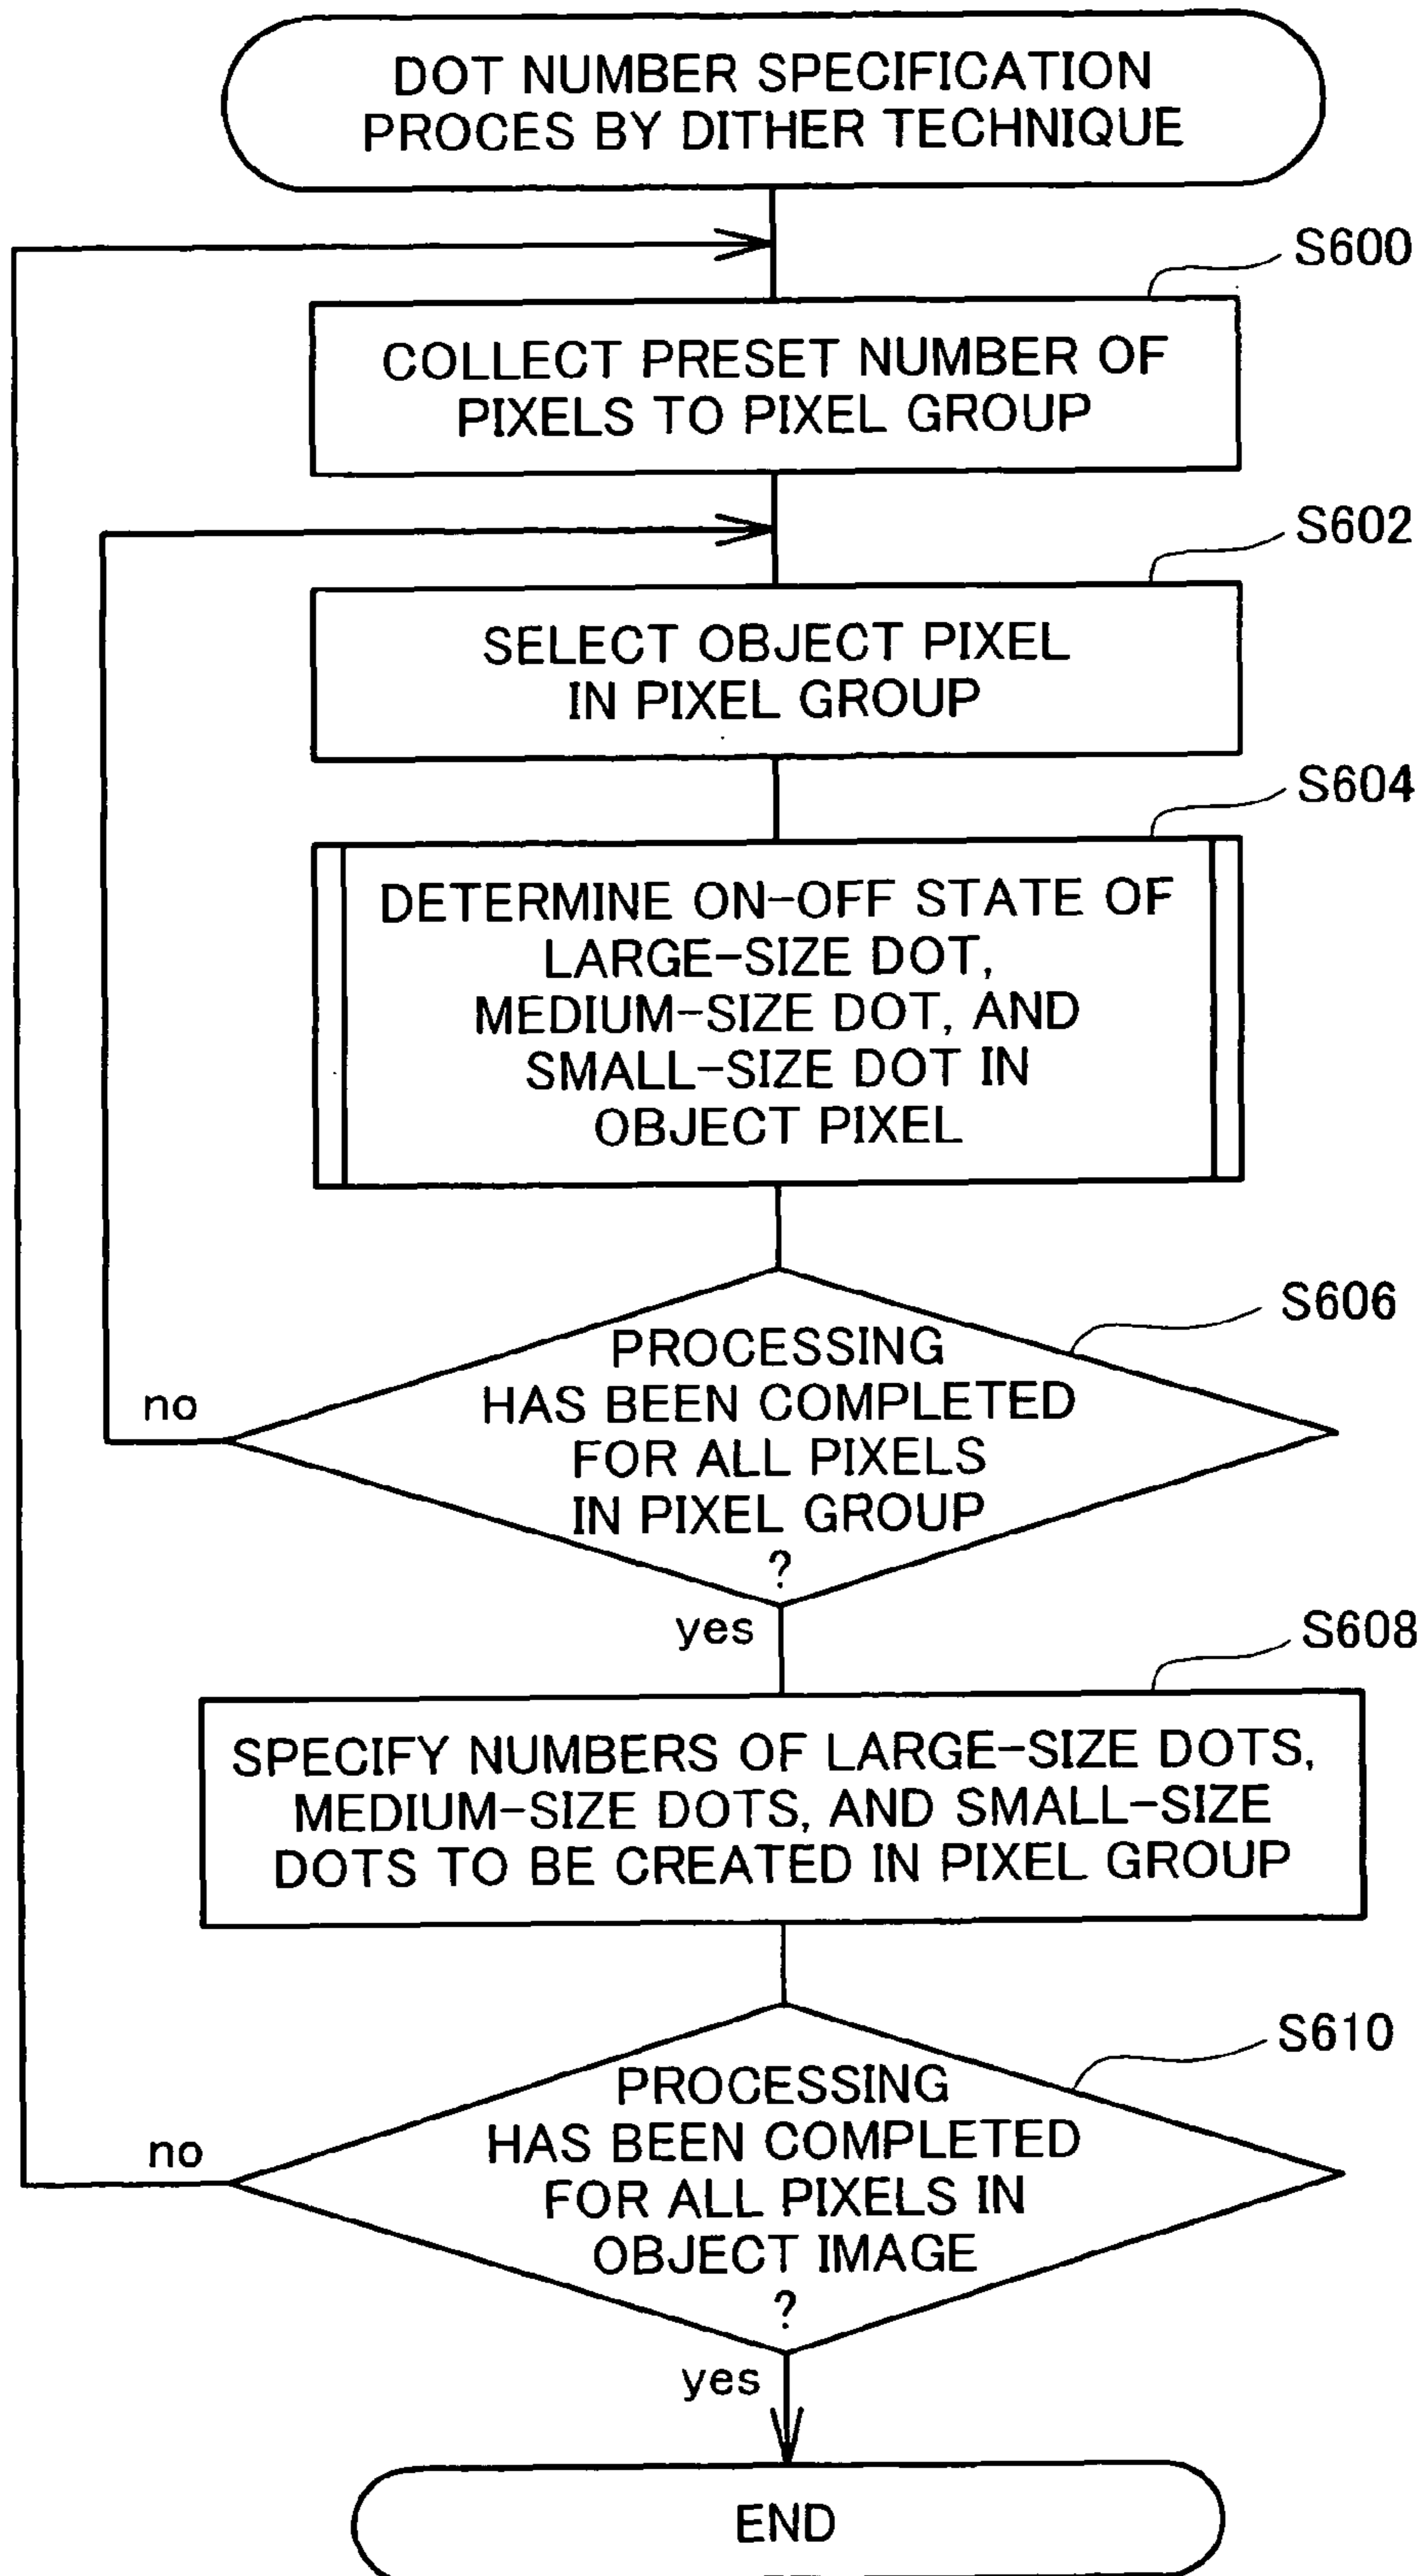 DOT NUMBER SPECIFICATION
PROCES BY DITHER TECHNIQUE
S600
COLLECT PRESET NUMBER OF
PIXELS TO PIXEL GROUP
S602
SELECT OBJECT PIXEL
IN PIXEL GROUP
S604
DETERMINE ON-OFF STATE OF
LARGE-SIZE DOT,
MEDIUM-SIZE DOT, AND
SMALL-SIZE DOT IN
OBJECT PIXEL
S606
PROCESSING
HAS BEEN COMPLETED
FOR ALL PIXELS
IN PIXEL GROUP
?
no
yes
S608
SPECIFY NUMBERS OF LARGE-SIZE DOTS,
MEDIUM-SIZE DOTS, AND SMALL-SIZE
DOTS TO BE CREATED IN PIXEL GROUP
S610
PROCESSING
HAS BEEN COMPLETED
FOR ALL PIXELS IN
OBJECT IMAGE
?
no
yes
END